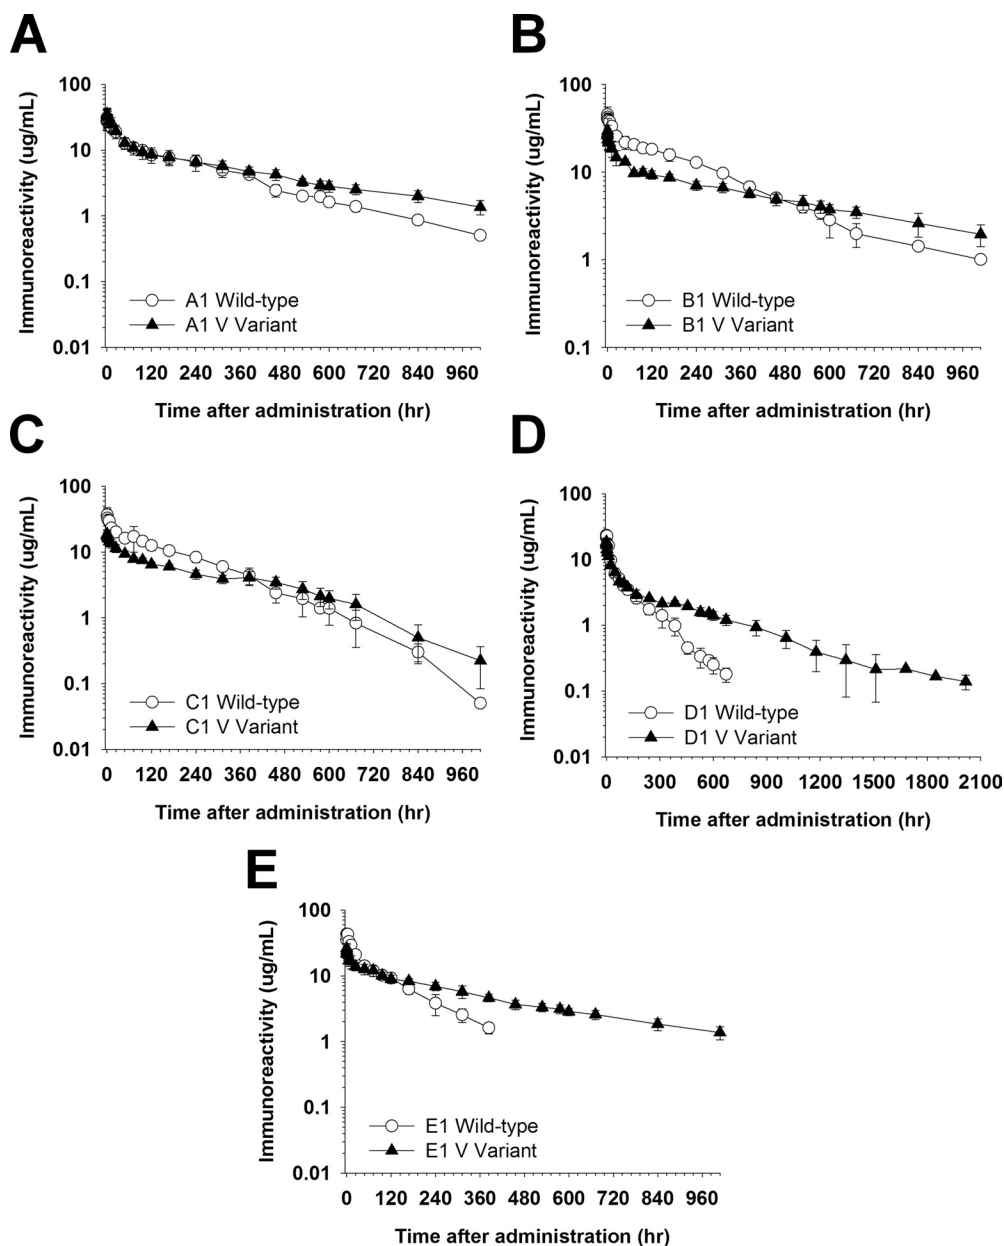 A
Immunoreactivity (ug/mL)
100
10
1
0.1
0.01
A1 Wild-type
A1 V Variant
0 120 240 360 480 600 720 840 960
Time after administration (hr)
B
Immunoreactivity (ug/mL)
100
10
1
0.1
B1 Wild-type
B1 V Variant
0 120 240 360 480 600 720 840 960
Time after administration (hr)
C
Immunoreactivity (ug/mL)
100
10
1
0.1
0.01
C1 Wild-type
C1 V Variant
0 120 240 360 480 600 720 840 960
Time after administration (hr)
D
Immunoreactivity (ug/mL)
100
10
1
0.1
0.01
D1 Wild-type
D1 V Variant
0 300 600 900 1200 1500 1800 2100
Time after administration (hr)
E
Immunoreactivity (ug/mL)
100
10
1
0.1
0.01
E1 Wild-type
E1 V Variant
0 120 240 360 480 600 720 840 960
Time after administration (hr)